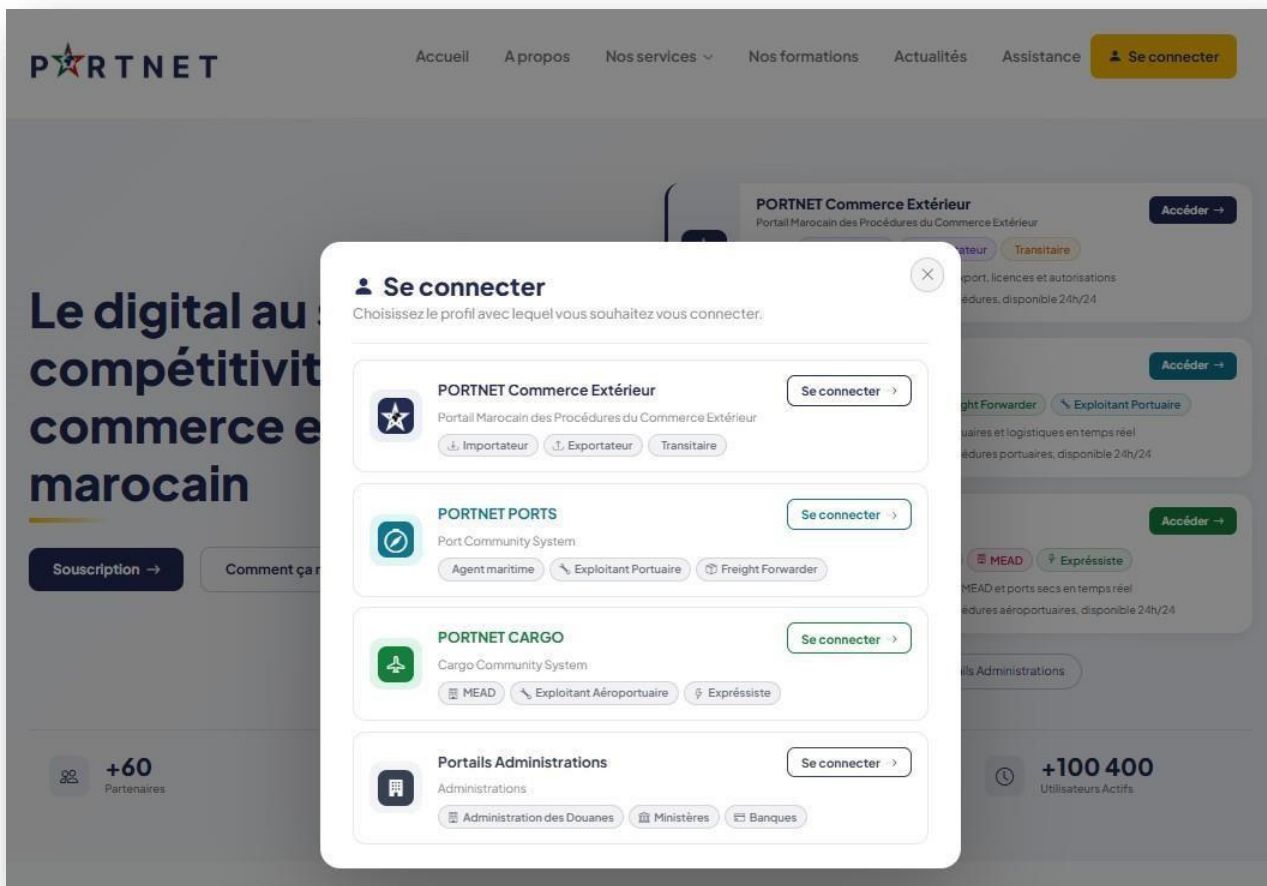 PORTNET
Accueil
A propos
Nos services
Nos formations
Actualités
Assistance
Se connecter
Le digital au
compétitivit
commerce e
marocain
Souscription →
Comment ça
+60
Partenaires
PORTNET Commerce Extérieur
Portail Marocain des Procédures du Commerce Extérieur
Accéder →
ateur
Transitaire
port, licences et autorisations
édures, disponible 24h/24
Accéder →
ght Forwarder
Exploitant Portuaire
uaires et logistiques en temps réel
édures portuaires, disponible 24h/24
Accéder →
MEAD
Expréssiste
MEAD et ports secs en temps réel
édures aéroportuaires, disponible 24h/24
ils Administrations
+100 400
Utilisateurs Actifs
Se connecter
Choisissez le profil avec lequel vous souhaitez vous connecter.
PORTNET Commerce Extérieur
Se connecter →
Portail Marocain des Procédures du Commerce Extérieur
Importateur
Exportateur
Transitaire
PORTNET PORTS
Se connecter →
Port Community System
Agent maritime
Exploitant Portuaire
Freight Forwarder
PORTNET CARGO
Se connecter →
Cargo Community System
MEAD
Exploitant Aéroportuaire
Expréssiste
Portails Administrations
Se connecter →
Administrations
Administration des Douanes
Ministères
Banques